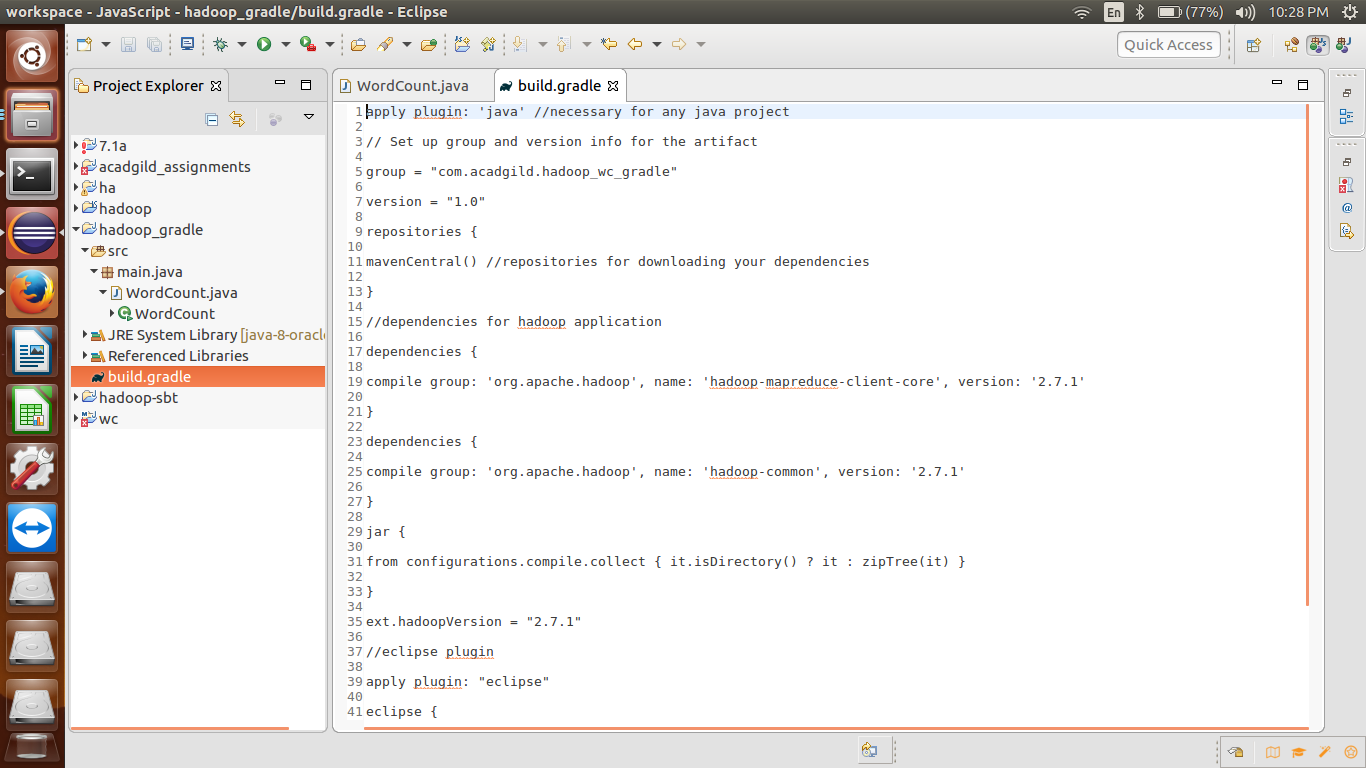 workspace - JavaScript - hadoop_gradle/build.gradle - Eclipse
En
(77%)
10:28 PM
Quick Access
Project Explorer
WordCount.java
build.gradle
7.1a
acadgild_assignments
ha
hadoop
hadoop_gradle
src
main.java
WordCount.java
WordCount
JRE System Library [java-8-oracl
Referenced Libraries
build.gradle
hadoop-sbt
wc
1 apply plugin: 'java' //necessary for any java project
2
3 // Set up group and version info for the artifact
4
5 group = "com.acadgild.hadoop_wc_gradle"
6
7 version = "1.0"
8
9 repositories {
10
11 mavenCentral() //repositories for downloading your dependencies
12
13 }
14
15 //dependencies for hadoop application
16
17 dependencies {
18
19 compile group: 'org.apache.hadoop', name: 'hadoop-mapreduce-client-core', version: '2.7.1'
20
21 }
22
23 dependencies {
24
25 compile group: 'org.apache.hadoop', name: 'hadoop-common', version: '2.7.1'
26
27 }
28
29 jar {
30
31 from configurations.compile.collect { it.isDirectory() ? it : zipTree(it) }
32
33 }
34
35 ext.hadoopVersion = "2.7.1"
36
37 //eclipse plugin
38
39 apply plugin: "eclipse"
40
41 eclipse {